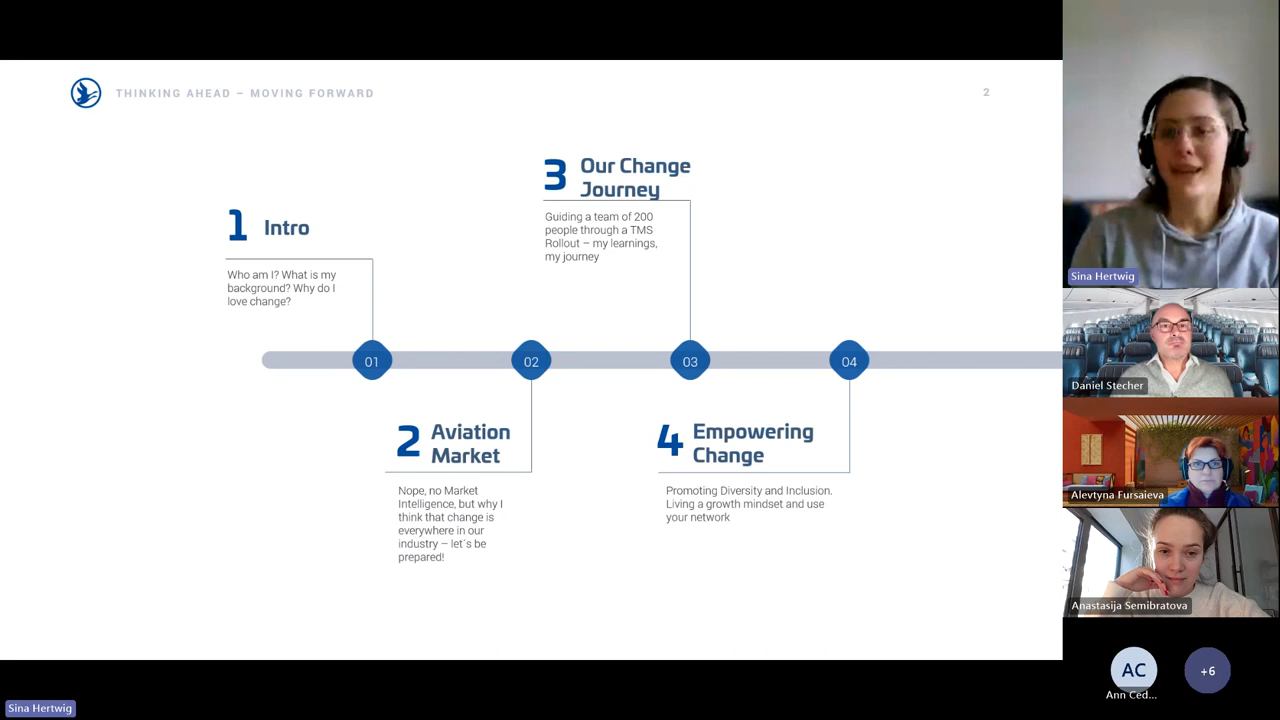 THINKING AHEAD – MOVING FORWARD
2
1 Intro
Who am I? What is my
background? Why do I
love change?
3 Our Change
Journey
Guiding a team of 200
people through a TMS
Rollout – my learnings,
my journey
01
02
03
04
2 Aviation
Market
Nope, no Market
Intelligence, but why I
think that change is
everywhere in our
industry – let´s be
prepared!
4 Empowering
Change
Promoting Diversity and Inclusion.
Living a growth mindset and use
your network
Sina Hertwig
Daniel Stecher
Alevtyna Fursaieva
Anastasija Semibratova
AC
Ann Ced...
+6
Sina Hertwig